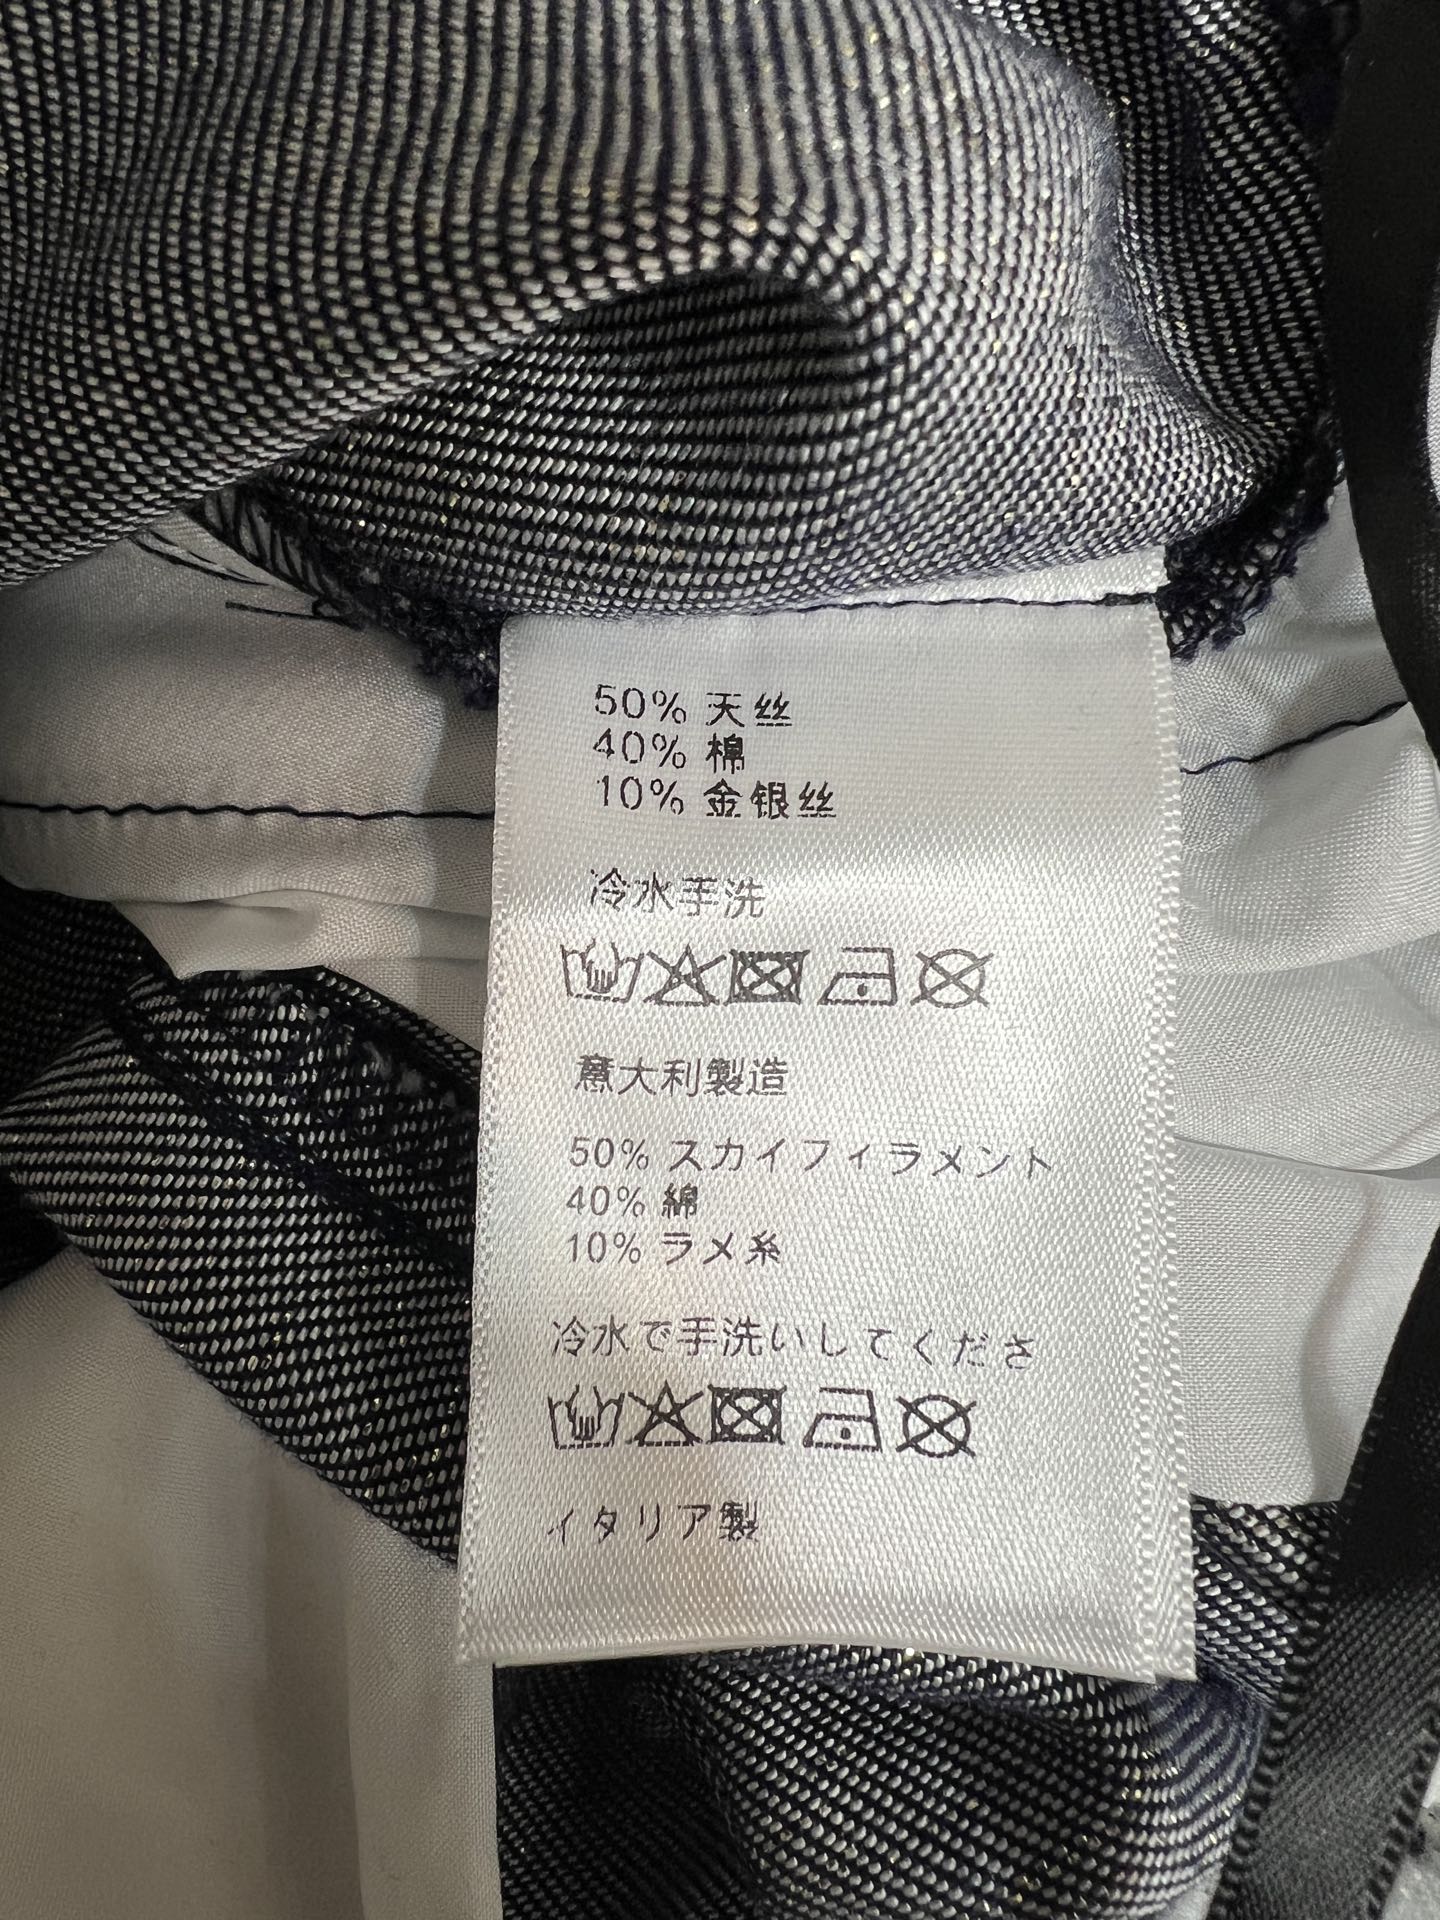 50% 天丝
40% 棉
10% 金银丝
冷水手洗
意大利製造
50% スカイフィラメント
40% 綿
10% ラメ糸
冷水で手洗いしてくださ
イタリア製